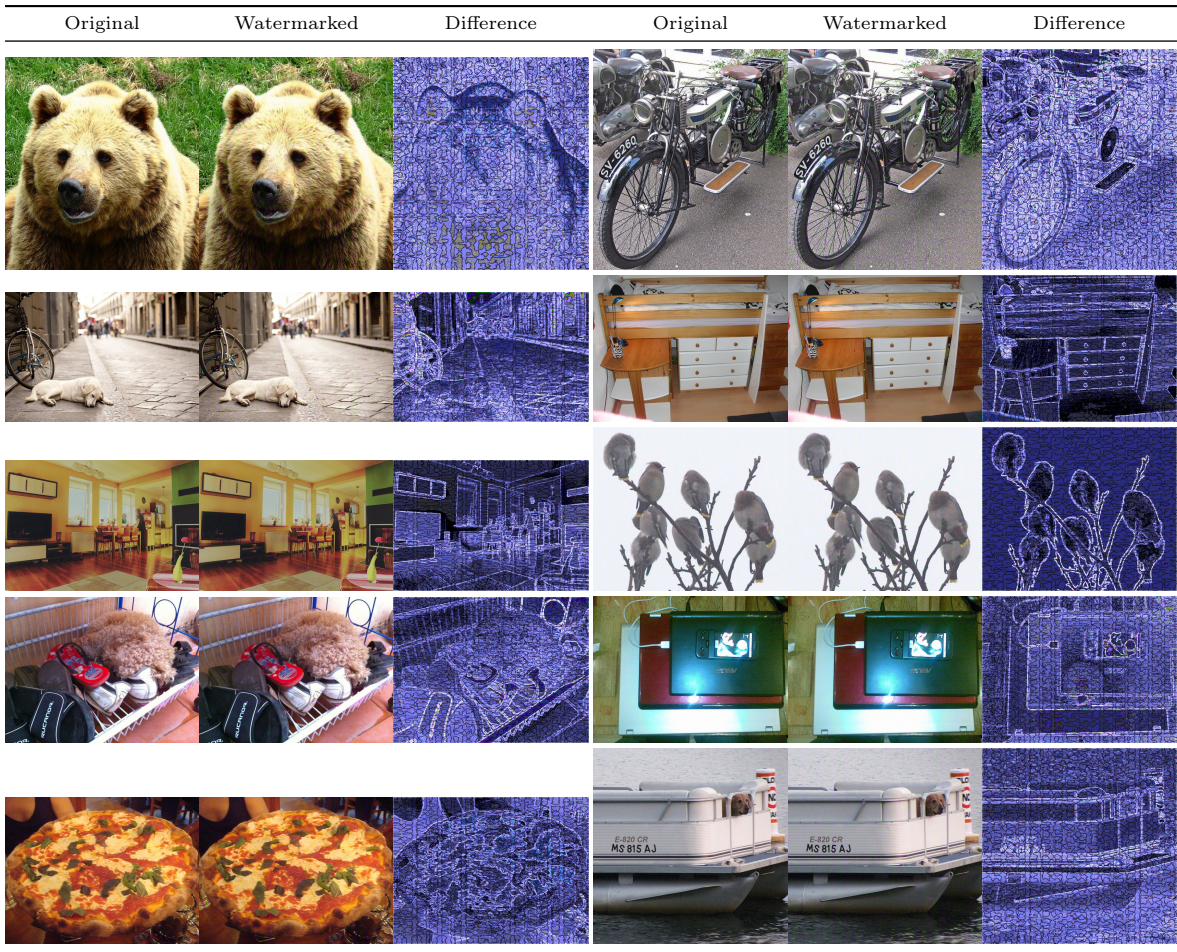 Original Watermarked Difference Original Watermarked Difference
SV-6260 SV-6260
E-820 CR E-820 CR
MS 815 AJ MS 815 AJ